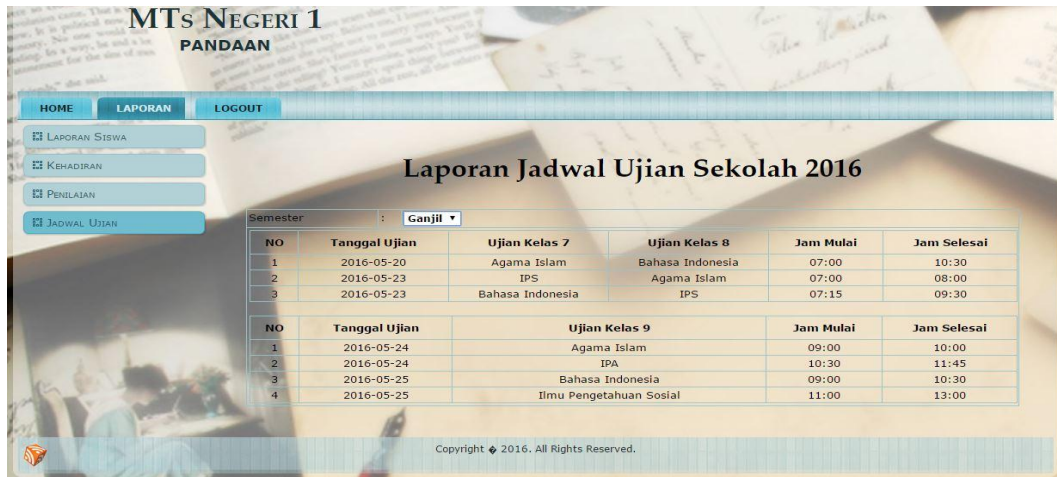 MTs Negeri 1
PANDAAN
HOME LAPORAN LOGOUT
Laporan Siswa
Kehadiran
Penilaian
Jadwal Ujian
Laporan Jadwal Ujian Sekolah 2016
Semester : Ganjil
NO Tanggal Ujian Ujian Kelas 7 Ujian Kelas 8 Jam Mulai Jam Selesai
1 2016-05-20 Agama Islam Bahasa Indonesia 07:00 10:30
2 2016-05-23 IPS Agama Islam 07:00 08:00
3 2016-05-23 Bahasa Indonesia IPS 07:15 09:30
NO Tanggal Ujian Ujian Kelas 9 Jam Mulai Jam Selesai
1 2016-05-24 Agama Islam 09:00 10:00
2 2016-05-24 IPA 10:30 11:45
3 2016-05-25 Bahasa Indonesia 09:00 10:30
4 2016-05-25 Ilmu Pengetahuan Sosial 11:00 13:00
Copyright � 2016. All Rights Reserved.